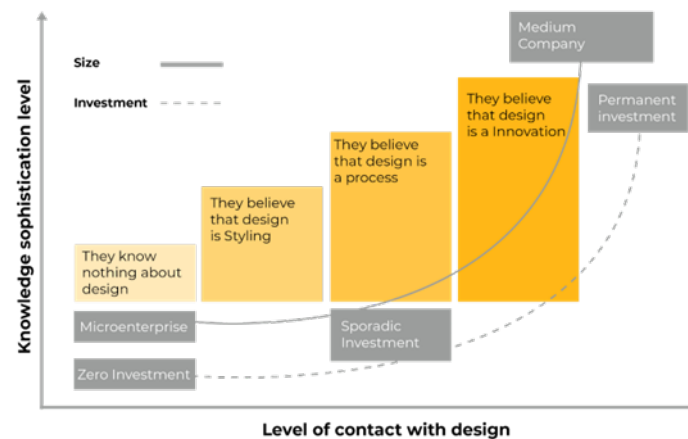 Knowledge sophistication level
Size
Investment
Medium
Company
Permanent
investment
They believe
that design
is a Innovation
They believe
that design is
a process
They believe
that design
is Styling
They know
nothing about
design
Microenterprise
Sporadic
Investment
Zero Investment
Level of contact with design